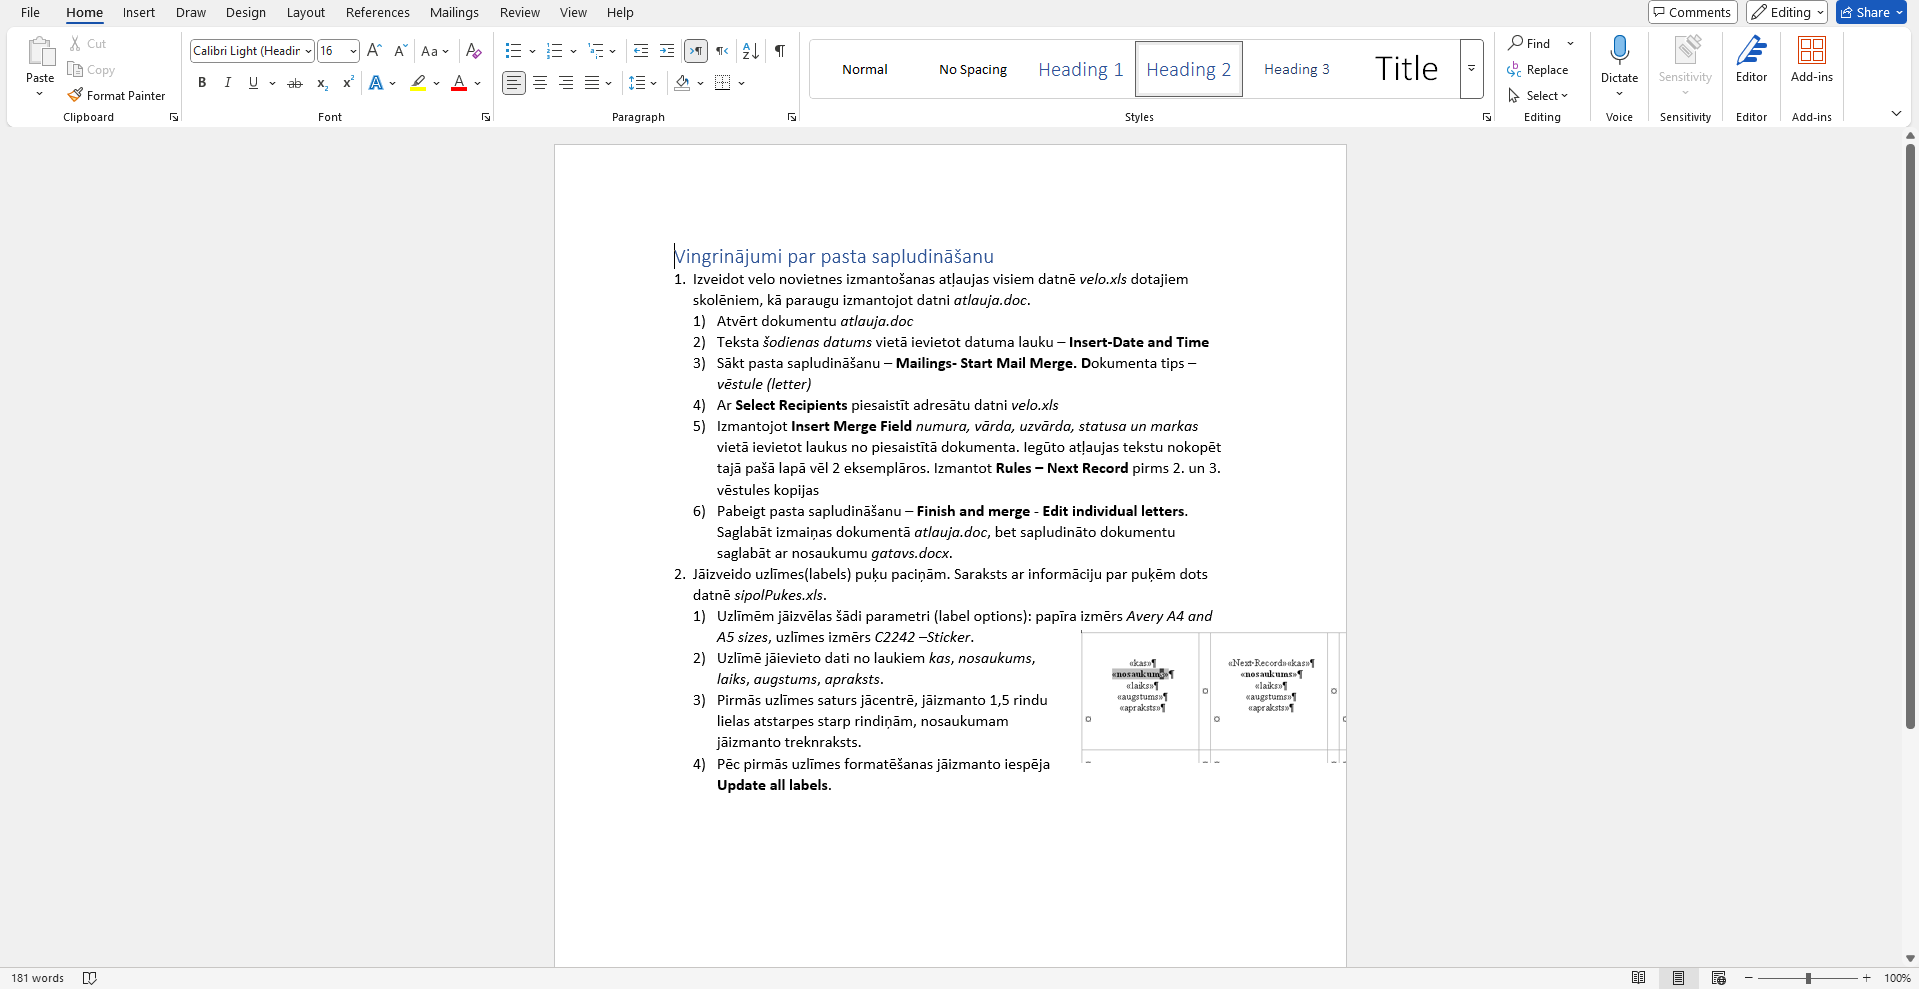 File Home Insert Draw Design Layout References Mailings Review View Help Comments Editing Share
Paste Cut Copy Format Painter Clipboard
Calibri Light (Headin 16 Aa Font
Paragraph
Normal No Spacing Heading 1 Heading 2 Heading 3 Title Styles
Find Replace Select Editing
Dictate Voice
Sensitivity Sensitivity
Editor Editor
Add-ins Add-ins
Vingrinājumi par pasta sapludināšanu
1. Izveidot velo novietnes izmantošanas atļaujas visiem datnē velo.xls dotajiem
skolēniem, kā paraugu izmantojot datni atlauja.doc.
1) Atvērt dokumentu atlauja.doc
2) Teksta šodienas datums vietā ievietot datuma lauku – Insert-Date and Time
3) Sākt pasta sapludināšanu – Mailings- Start Mail Merge. Dokumenta tips –
vēstule (letter)
4) Ar Select Recipients piesaistīt adresātu datni velo.xls
5) Izmantojot Insert Merge Field numura, vārda, uzvārda, statusa un markas
vietā ievietot laukus no piesaistītā dokumenta. Iegūto atļaujas tekstu nokopēt
tajā pašā lapā vēl 2 eksemplāros. Izmantot Rules – Next Record pirms 2. un 3.
vēstules kopijas
6) Pabeigt pasta sapludināšanu – Finish and merge - Edit individual letters.
Saglabāt izmaiņas dokumentā atlauja.doc, bet sapludināto dokumentu
saglabāt ar nosaukumu gatavs.docx.
2. Jāizveido uzlīmes(labels) puķu paciņām. Saraksts ar informāciju par puķēm dots
datnē sipolPukes.xls.
1) Uzlīmēm jāizvēlas šādi parametri (label options): papīra izmērs Avery A4 and
A5 sizes, uzlīmes izmērs C2242 –Sticker.
2) Uzlīmē jāievieto dati no laukiem kas, nosaukums,
laiks, augstums, apraksts.
3) Pirmās uzlīmes saturs jācentrē, jāizmanto 1,5 rindu
lielas atstarpes starp rindiņām, nosaukumam
jāizmanto treknraksts.
4) Pēc pirmās uzlīmes formatēšanas jāizmanto iespēja
Update all labels.
«kas»¶
«nosaukums»¶
«laiks»¶
«augstums»¶
«apraksts»¶
«Next·Record»«kas»¶
«nosaukums»¶
«laiks»¶
«augstums»¶
«apraksts»¶
181 words 100%